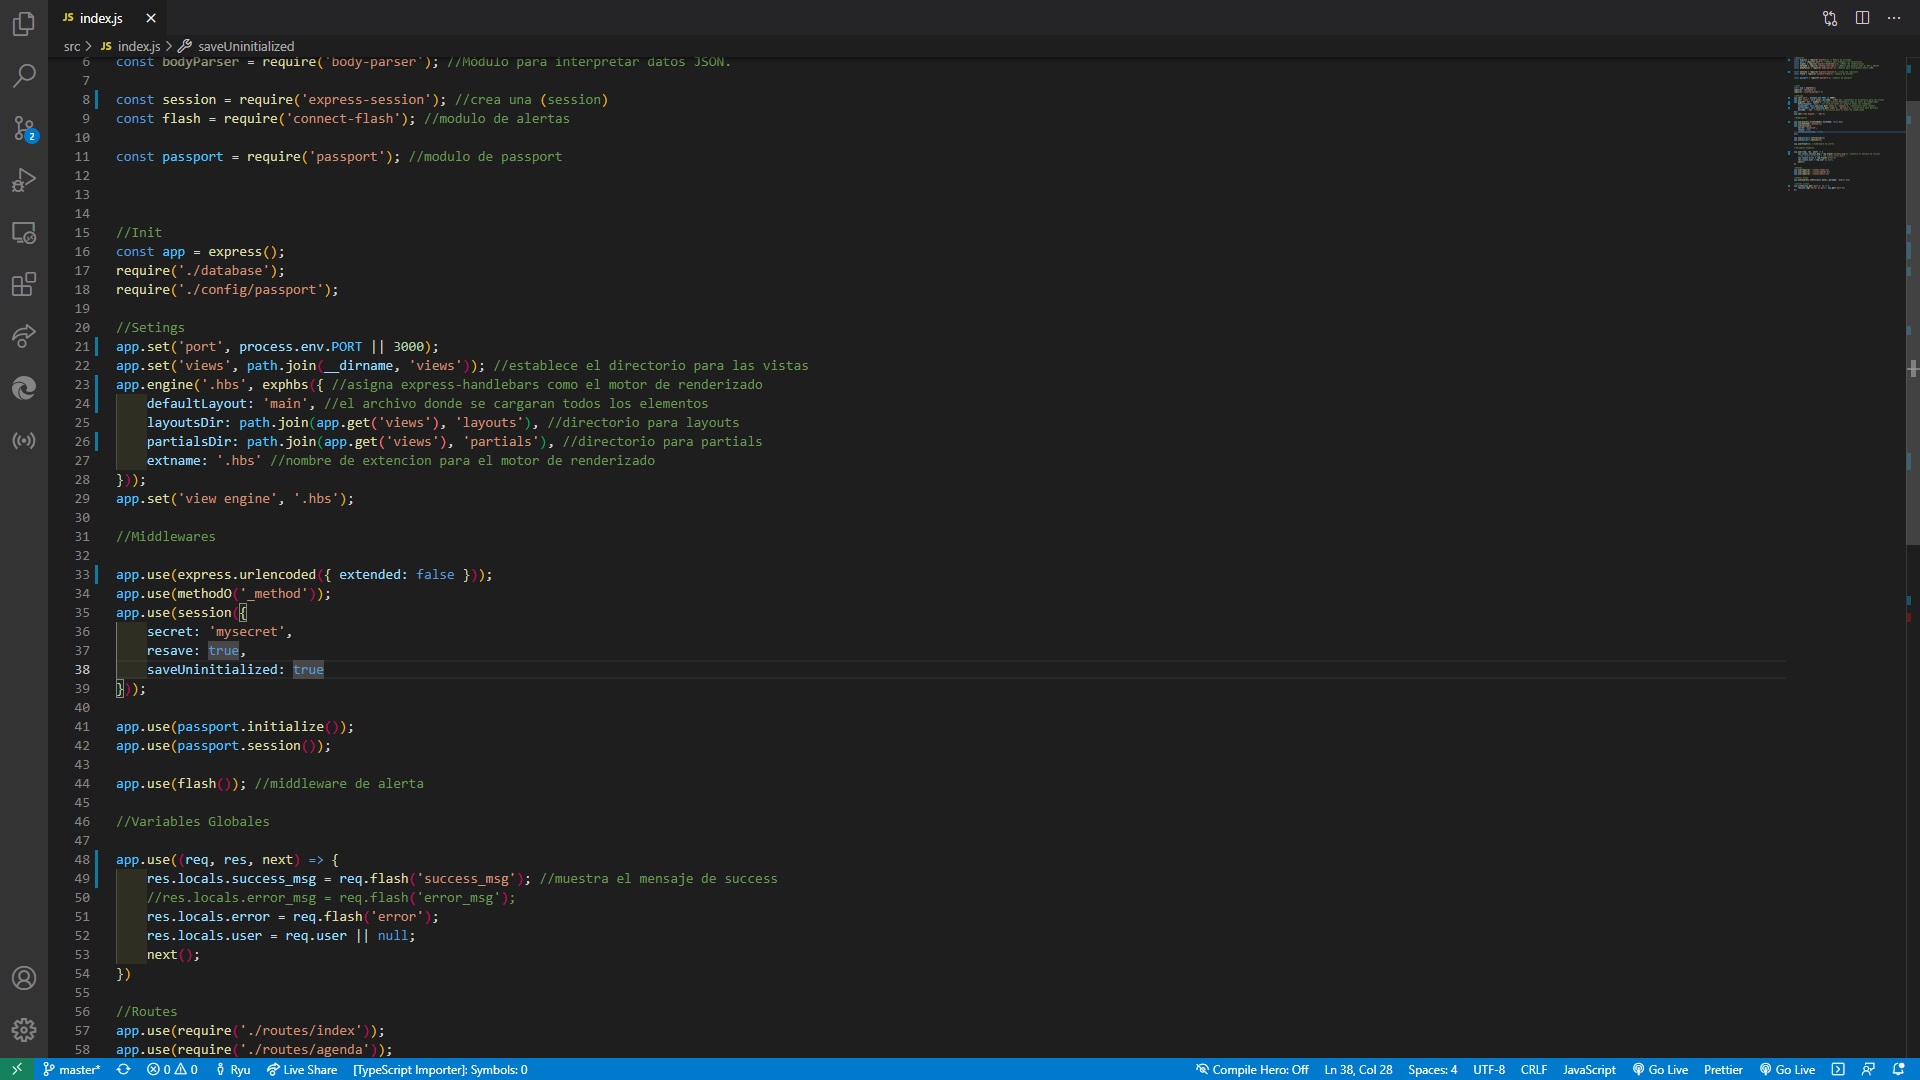 JS index.js
src > JS index.js > saveUninitialized
6 const bodyParser = require('body-parser'); //Modulo para interpretar datos JSON.
7
8 const session = require('express-session'); //crea una (session)
9 const flash = require('connect-flash'); //modulo de alertas
10
11 const passport = require('passport'); //modulo de passport
12
13
14
15 //Init
16 const app = express();
17 require('./database');
18 require('./config/passport');
19
20 //Setings
21 app.set('port', process.env.PORT || 3000);
22 app.set('views', path.join(__dirname, 'views')); //establece el directorio para las vistas
23 app.engine('.hbs', exphbs({ //asigna express-handlebars como el motor de renderizado
24     defaultLayout: 'main', //el archivo donde se cargaran todos los elementos
25     layoutsDir: path.join(app.get('views'), 'layouts'), //directorio para layouts
26     partialsDir: path.join(app.get('views'), 'partials'), //directorio para partials
27     extname: '.hbs' //nombre de extencion para el motor de renderizado
28 }));
29 app.set('view engine', '.hbs');
30
31 //Middlewares
32
33 app.use(express.urlencoded({ extended: false }));
34 app.use(methodO('_method'));
35 app.use(session({
36     secret: 'mysecret',
37     resave: true,
38     saveUninitialized: true
39 }));
40
41 app.use(passport.initialize());
42 app.use(passport.session());
43
44 app.use(flash()); //middleware de alerta
45
46 //Variables Globales
47
48 app.use((req, res, next) => {
49     res.locals.success_msg = req.flash('success_msg'); //muestra el mensaje de success
50     //res.locals.error_msg = req.flash('error_msg');
51     res.locals.error = req.flash('error');
52     res.locals.user = req.user || null;
53     next();
54 })
55
56 //Routes
57 app.use(require('./routes/index'));
58 app.use(require('./routes/agenda'));
2
master* 0 0 Ryu Live Share [TypeScript Importer]: Symbols: 0 Compile Hero: Off Ln 38, Col 28 Spaces: 4 UTF-8 CRLF JavaScript Go Live Prettier Go Live